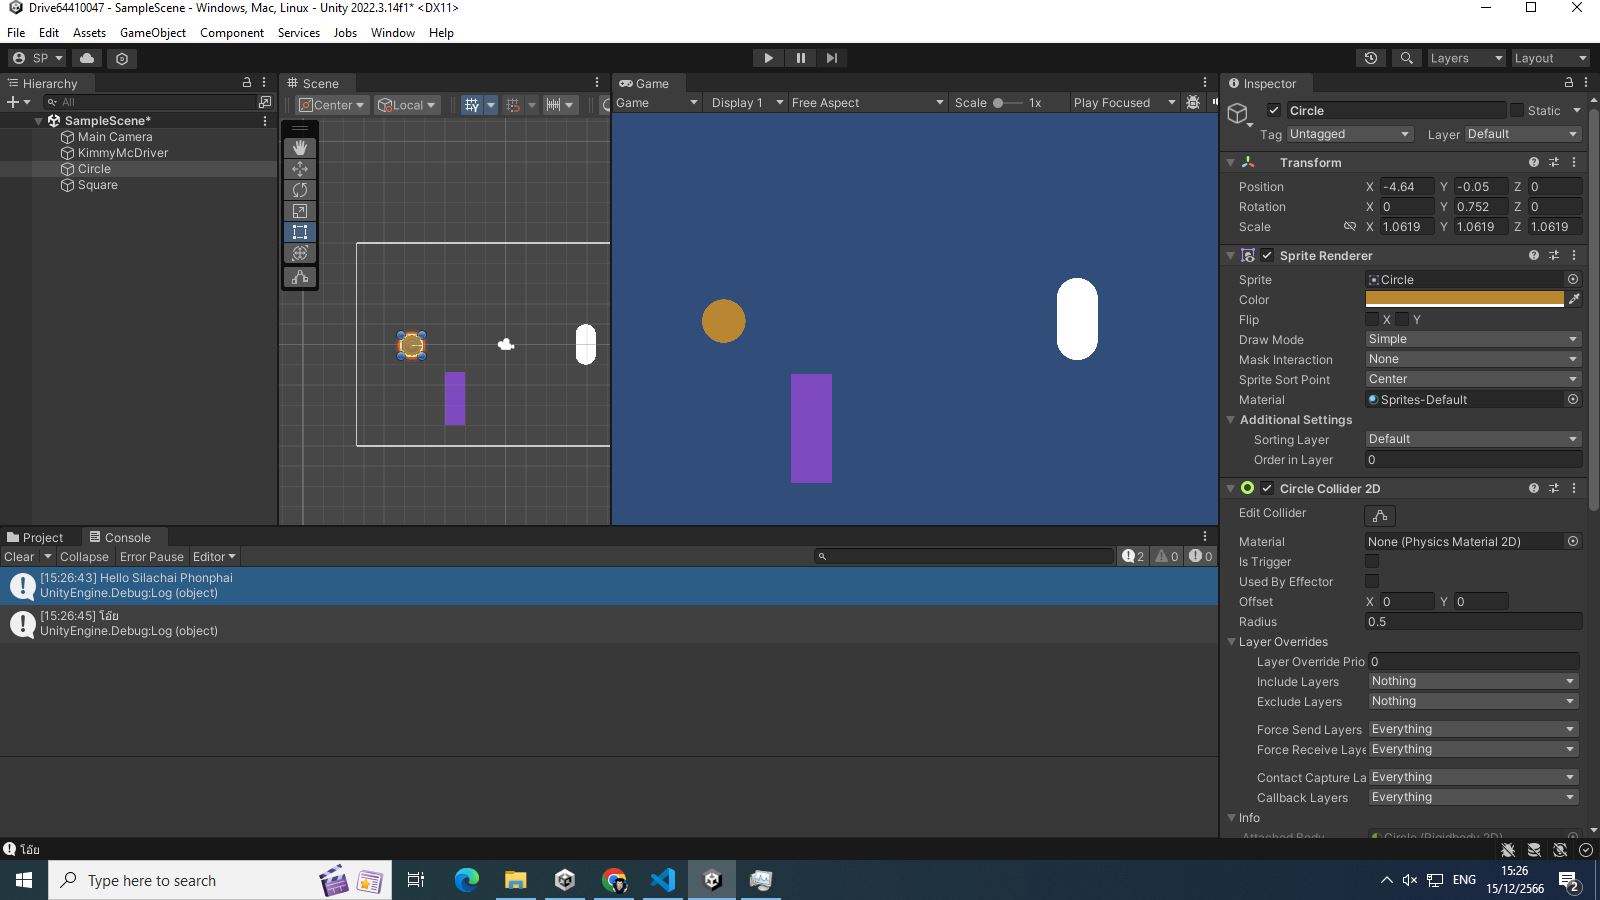 Drive64410047 - SampleScene - Windows, Mac, Linux - Unity 2022.3.14f1* <DX11>
File Edit Assets GameObject Component Services Jobs Window Help
SP Layers Layout
Hierarchy
All
SampleScene*
Main Camera
KimmyMcDriver
Circle
Square
Scene
Center Local
Game
Game Display 1 Free Aspect Scale 1x Play Focused
Inspector
Circle Static
Tag Untagged Layer Default
Transform
Position X -4.64 Y -0.05 Z 0
Rotation X 0 Y 0.752 Z 0
Scale X 1.0619 Y 1.0619 Z 1.0619
Sprite Renderer
Sprite Circle
Color
Flip X Y
Draw Mode Simple
Mask Interaction None
Sprite Sort Point Center
Material Sprites-Default
Additional Settings
Sorting Layer Default
Order in Layer 0
Circle Collider 2D
Edit Collider
Material None (Physics Material 2D)
Is Trigger
Used By Effector
Offset X 0 Y 0
Radius 0.5
Layer Overrides
Layer Override Prio 0
Include Layers Nothing
Exclude Layers Nothing
Force Send Layers Everything
Force Receive Laye Everything
Contact Capture La Everything
Callback Layers Everything
Info
Attached Body Circle (Rigidbody 2D)
Project Console
Clear Collapse Error Pause Editor 2 0 0
[15:26:43] Hello Silachai Phonphai
UnityEngine.Debug:Log (object)
[15:26:45] โอ๊ย
UnityEngine.Debug:Log (object)
โอ๊ย
Type here to search
ENG
15:26
15/12/2566
2